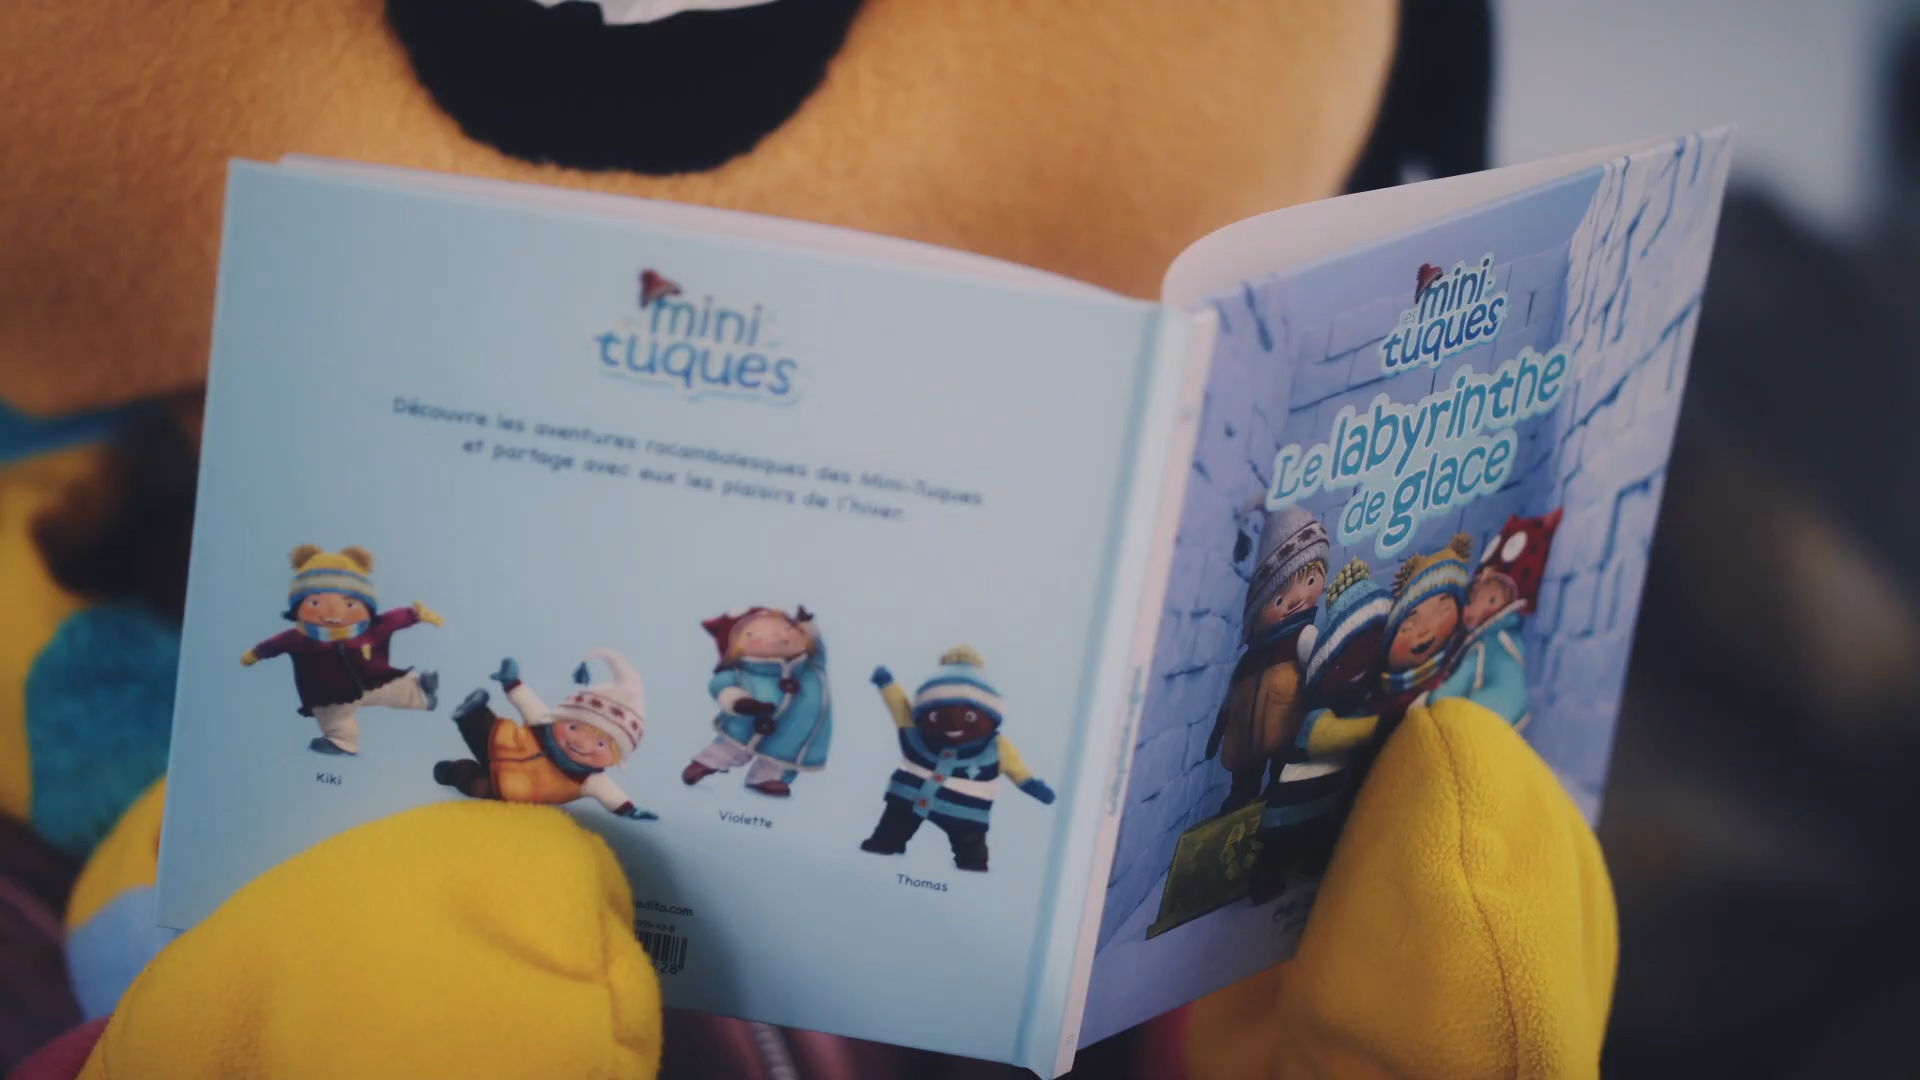 mini
tuques
Découvre les aventures rocambolesques des Mini-Tuques
et partage avec eux les plaisirs de l'hiver.
Kiki
Violette
Thomas
les mini-
tuques
Le labyrinthe
de glace